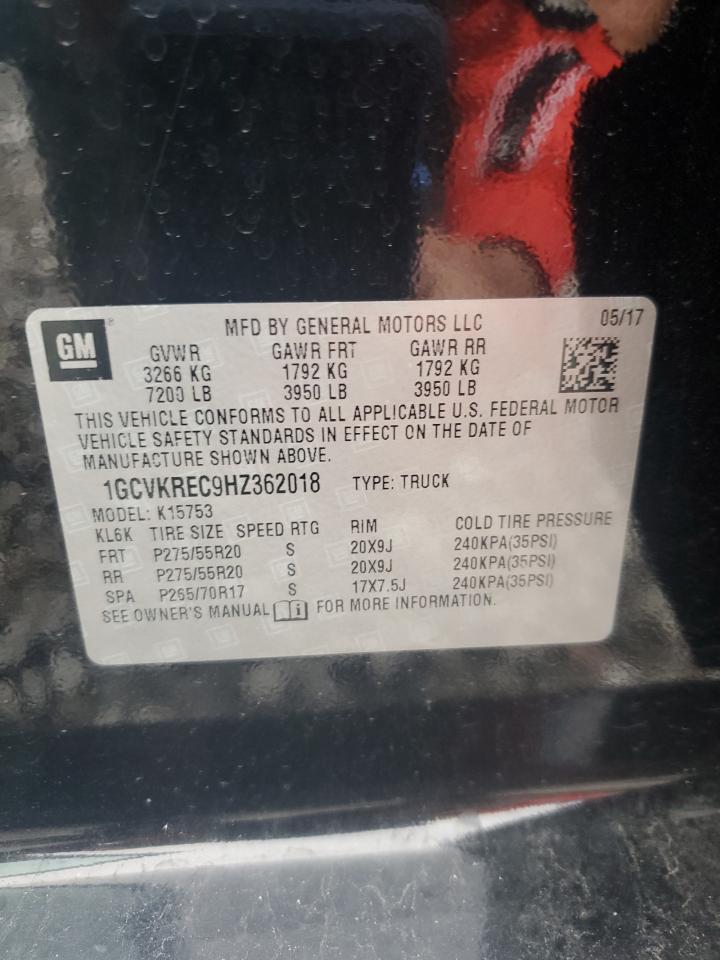 GM
MFD BY GENERAL MOTORS LLC 05/17
GVWR GAWR FRT GAWR RR
3266 KG 1792 KG 1792 KG
7200 LB 3950 LB 3950 LB
THIS VEHICLE CONFORMS TO ALL APPLICABLE U.S. FEDERAL MOTOR
VEHICLE SAFETY STANDARDS IN EFFECT ON THE DATE OF
MANUFACTURE SHOWN ABOVE.
1GCVKREC9HZ362018 TYPE: TRUCK
MODEL: K15753
KL6K TIRE SIZE SPEED RTG RIM COLD TIRE PRESSURE
FRT P275/55R20 S 20X9J 240KPA(35PSI)
RR P275/55R20 S 20X9J 240KPA(35PSI)
SPA P265/70R17 S 17X7.5J 240KPA(35PSI)
SEE OWNER'S MANUAL i FOR MORE INFORMATION.